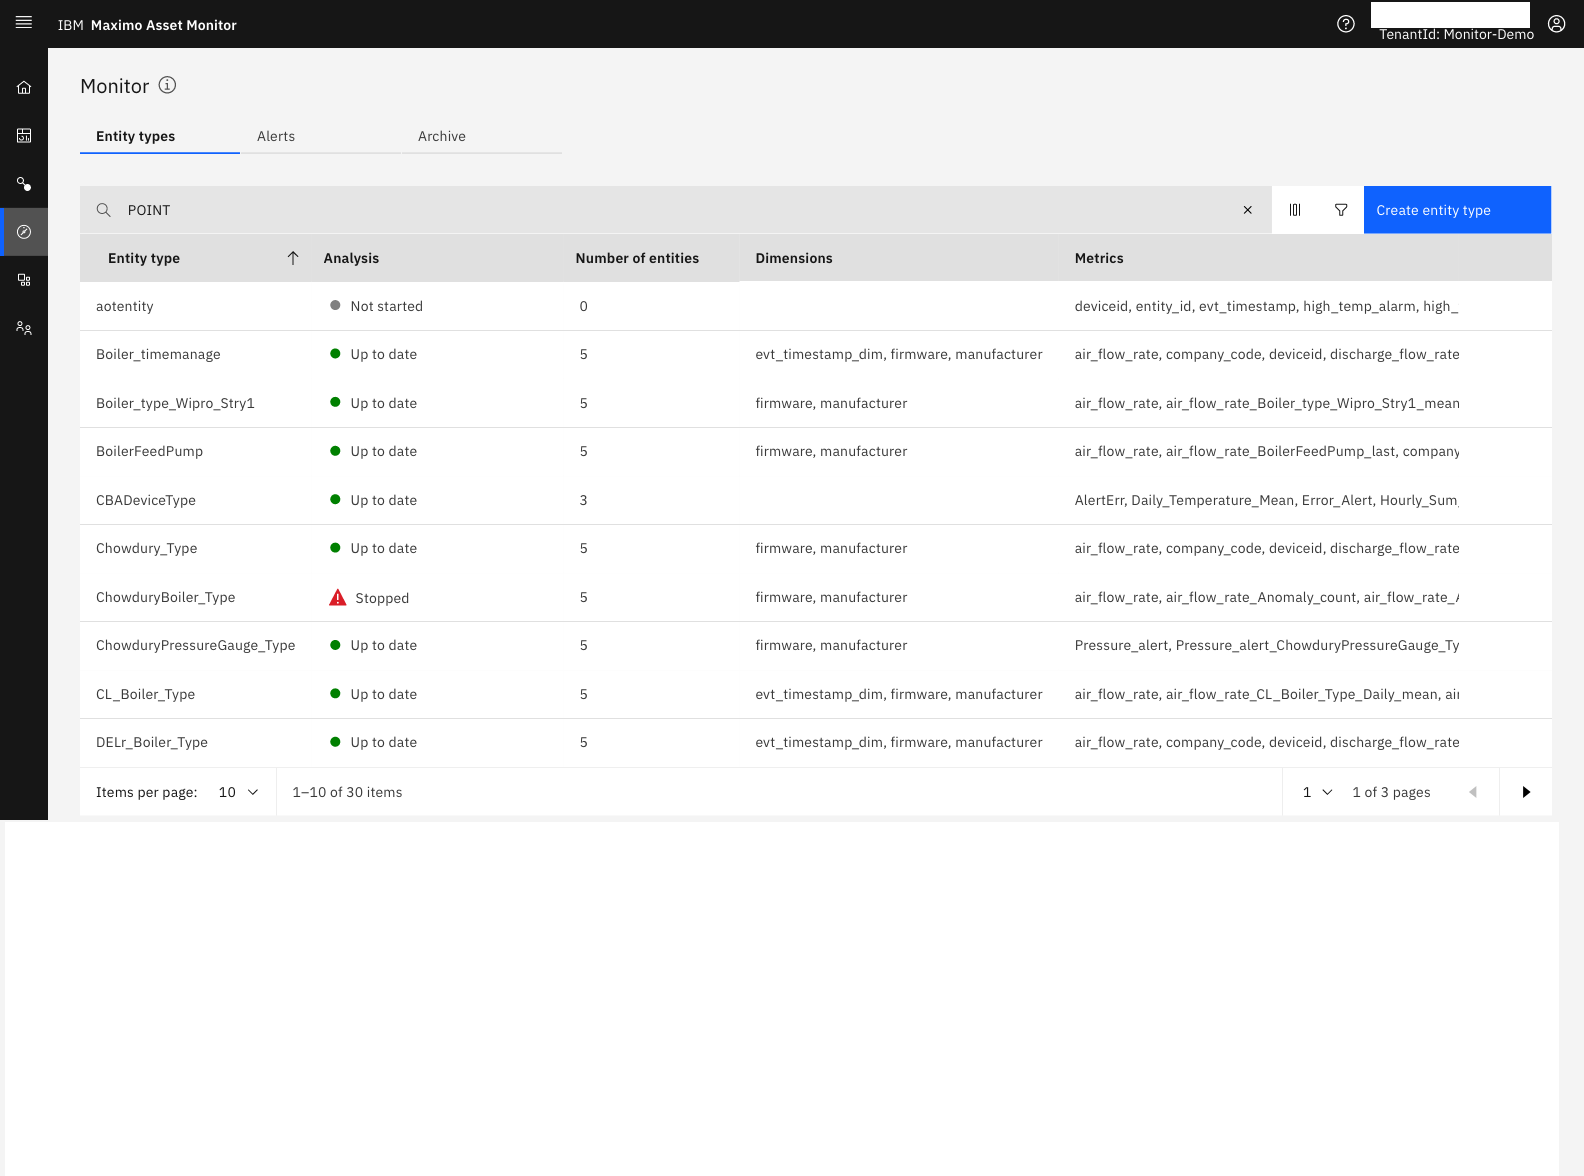 IBM Maximo Asset Monitor
TenantId: Monitor-Demo
Monitor
Entity types Alerts Archive
POINT Create entity type
Entity type Analysis Number of entities Dimensions Metrics
aotentity Not started 0 deviceid, entity_id, evt_timestamp, high_temp_alarm, high_
Boiler_timemanage Up to date 5 evt_timestamp_dim, firmware, manufacturer air_flow_rate, company_code, deviceid, discharge_flow_rate
Boiler_type_Wipro_Stry1 Up to date 5 firmware, manufacturer air_flow_rate, air_flow_rate_Boiler_type_Wipro_Stry1_mean
BoilerFeedPump Up to date 5 firmware, manufacturer air_flow_rate, air_flow_rate_BoilerFeedPump_last, company
CBADeviceType Up to date 3 AlertErr, Daily_Temperature_Mean, Error_Alert, Hourly_Sum_
Chowdury_Type Up to date 5 firmware, manufacturer air_flow_rate, company_code, deviceid, discharge_flow_rate
ChowduryBoiler_Type Stopped 5 firmware, manufacturer air_flow_rate, air_flow_rate_Anomaly_count, air_flow_rate_
ChowduryPressureGauge_Type Up to date 5 firmware, manufacturer Pressure_alert, Pressure_alert_ChowduryPressureGauge_Ty
CL_Boiler_Type Up to date 5 evt_timestamp_dim, firmware, manufacturer air_flow_rate, air_flow_rate_CL_Boiler_Type_Daily_mean, ai
DELr_Boiler_Type Up to date 5 evt_timestamp_dim, firmware, manufacturer air_flow_rate, company_code, deviceid, discharge_flow_rate
Items per page: 10 1–10 of 30 items 1 1 of 3 pages